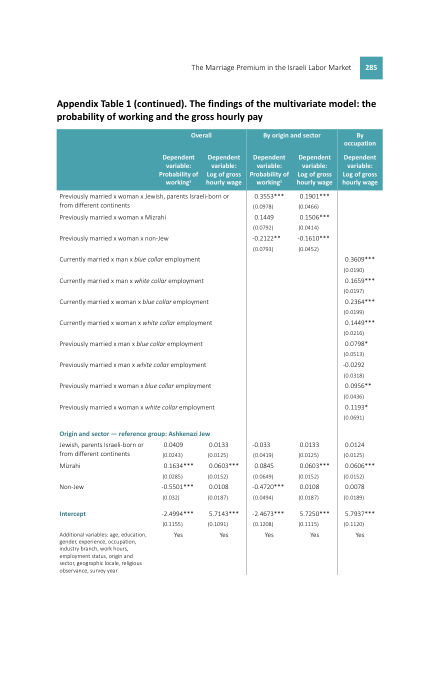 The Marriage Premium in the Israeli Labor Market 285
Appendix Table 1 (continued). The findings of the multivariate model: the
probability of working and the gross hourly pay
Overall By origin and sector By
occupation
Dependent Dependent Dependent Dependent Dependent
variable: variable: variable: variable: variable:
Probability of Log of gross Probability of Log of gross Log of gross
working¹ hourly wage working¹ hourly wage hourly wage
Previously married x woman x Jewish, parents Israeli-born or 0.3553*** 0.1901***
from different continents (0.0978) (0.0466)
Previously married x woman x Mizrahi 0.1449 0.1506***
(0.0792) (0.0414)
Previously married x woman x non-Jew -0.2122** -0.1610***
(0.0793) (0.0452)
Currently married x man x blue collar employment 0.3609***
(0.0190)
Currently married x man x white collar employment 0.1659***
(0.0197)
Currently married x woman x blue collar employment 0.2364***
(0.0199)
Currently married x woman x white collar employment 0.1449***
(0.0216)
Previously married x man x blue collar employment 0.0798*
(0.0513)
Previously married x man x white collar employment -0.0292
(0.0318)
Previously married x woman x blue collar employment 0.0956**
(0.0436)
Previously married x woman x white collar employment 0.1193*
(0.0691)
Origin and sector — reference group: Ashkenazi Jew
Jewish, parents Israeli-born or 0.0409 0.0133 -0.033 0.0133 0.0124
from different continents (0.0243) (0.0125) (0.0419) (0.0125) (0.0125)
Mizrahi 0.1634*** 0.0603*** 0.0845 0.0603*** 0.0606***
(0.0285) (0.0152) (0.0649) (0.0152) (0.0152)
Non-Jew -0.5501*** 0.0108 -0.4720*** 0.0108 0.0078
(0.032) (0.0187) (0.0494) (0.0187) (0.0189)
Intercept -2.4994*** 5.7143*** -2.4673*** 5.7250*** 5.7937***
(0.1155) (0.1091) (0.1208) (0.1115) (0.1120)
Additional variables: age, education, Yes Yes Yes Yes Yes
gender, experience, occupation,
industry branch, work hours,
employment status, origin and
sector, geographic locale, religious
observance, survey year